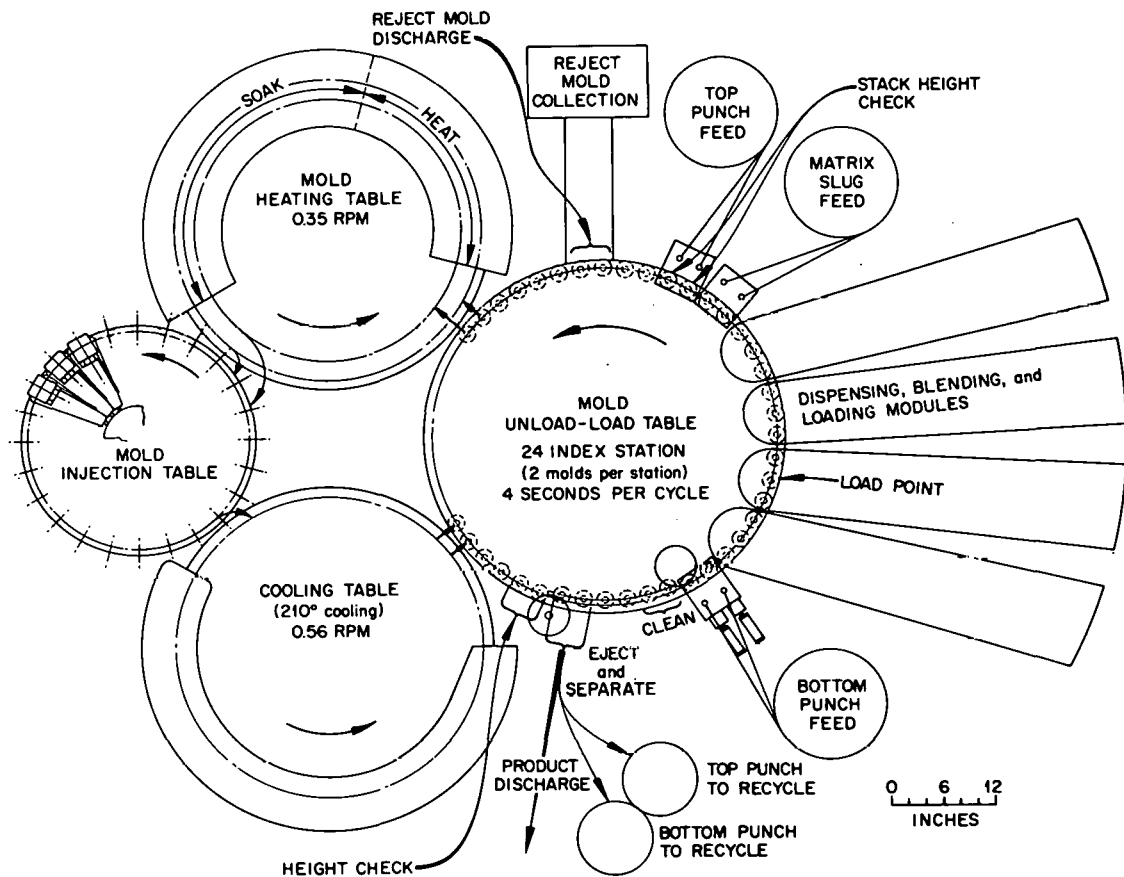 REJECT MOLD
DISCHARGE
REJECT
MOLD
COLLECTION
TOP
PUNCH
FEED
STACK HEIGHT
CHECK
MATRIX
SLUG
FEED
SOAK
HEAT
MOLD
HEATING TABLE
0.35 RPM
MOLD
INJECTION TABLE
MOLD
UNLOAD-LOAD TABLE
24 INDEX STATION
(2 molds per station)
4 SECONDS PER CYCLE
DISPENSING, BLENDING, and
LOADING MODULES
LOAD POINT
COOLING TABLE
(210° cooling)
0.56 RPM
CLEAN
EJECT
and
SEPARATE
BOTTOM
PUNCH
FEED
PRODUCT
DISCHARGE
TOP PUNCH
TO RECYCLE
BOTTOM PUNCH
TO RECYCLE
HEIGHT CHECK
0 6 12
INCHES